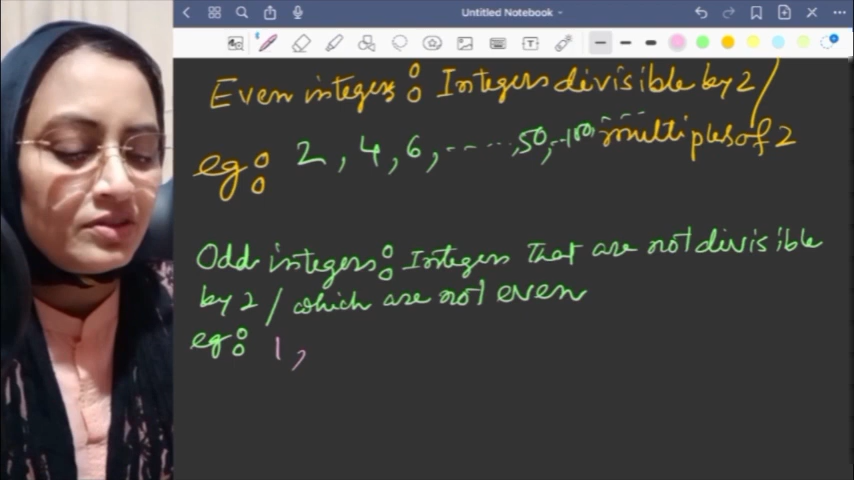 Untitled Notebook
Even integers: Integers divisible by 2 /
eg: 2, 4, 6, ......, 50, ..100, ..... multiples of 2
Odd integers: Integers that are not divisible
by 2 / which are not even
eg: 1,